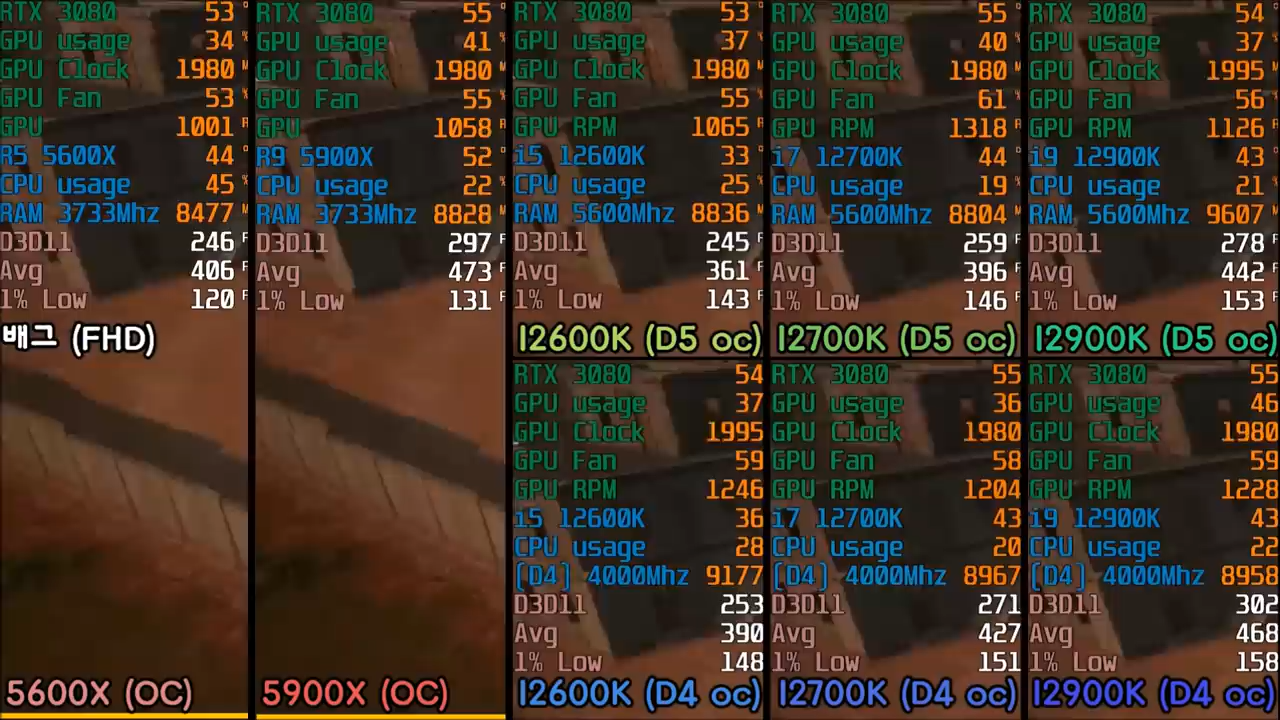 RTX 3080 53°
GPU usage 34 %
GPU Clock 1980 M
GPU Fan 53 %
GPU 1001 R
R5 5600X 44°
CPU usage 45 %
RAM 3733Mhz 8477 M
D3D11 246 F
Avg 406 F
1% Low 120 F
배그 (FHD)
5600X (OC)
RTX 3080 55°
GPU usage 41 %
GPU Clock 1980 M
GPU Fan 55 %
GPU 1058 R
R9 5900X 52°
CPU usage 22 %
RAM 3733Mhz 8828 M
D3D11 297 F
Avg 473 F
1% Low 131 F
5900X (OC)
RTX 3080 53°
GPU usage 37 %
GPU Clock 1980 M
GPU Fan 55 %
GPU RPM 1065 R
i5 12600K 33°
CPU usage 25 %
RAM 5600Mhz 8836 M
D3D11 245 F
Avg 361 F
1% Low 143 F
12600K (D5 oc)
RTX 3080 55°
GPU usage 40 %
GPU Clock 1980 M
GPU Fan 61 %
GPU RPM 1318 R
i7 12700K 44°
CPU usage 19 %
RAM 5600Mhz 8804 M
D3D11 259 F
Avg 396 F
1% Low 146 F
12700K (D5 oc)
RTX 3080 54°
GPU usage 37 %
GPU Clock 1995 M
GPU Fan 56 %
GPU RPM 1126 R
i9 12900K 43°
CPU usage 21 %
RAM 5600Mhz 9607 M
D3D11 278 F
Avg 442 F
1% Low 153 F
12900K (D5 oc)
RTX 3080 54
GPU usage 37
GPU Clock 1995
GPU Fan 59
GPU RPM 1246
i5 12600K 36
CPU usage 28
[D4] 4000Mhz 9177
D3D11 253
Avg 390
1% Low 148
12600K (D4 oc)
RTX 3080 55
GPU usage 36
GPU Clock 1980
GPU Fan 58
GPU RPM 1204
i7 12700K 43
CPU usage 20
[D4] 4000Mhz 8967
D3D11 271
Avg 427
1% Low 151
12700K (D4 oc)
RTX 3080 55
GPU usage 46
GPU Clock 1980
GPU Fan 59
GPU RPM 1228
i9 12900K 43
CPU usage 22
[D4] 4000Mhz 8958
D3D11 302
Avg 468
1% Low 158
12900K (D4 oc)